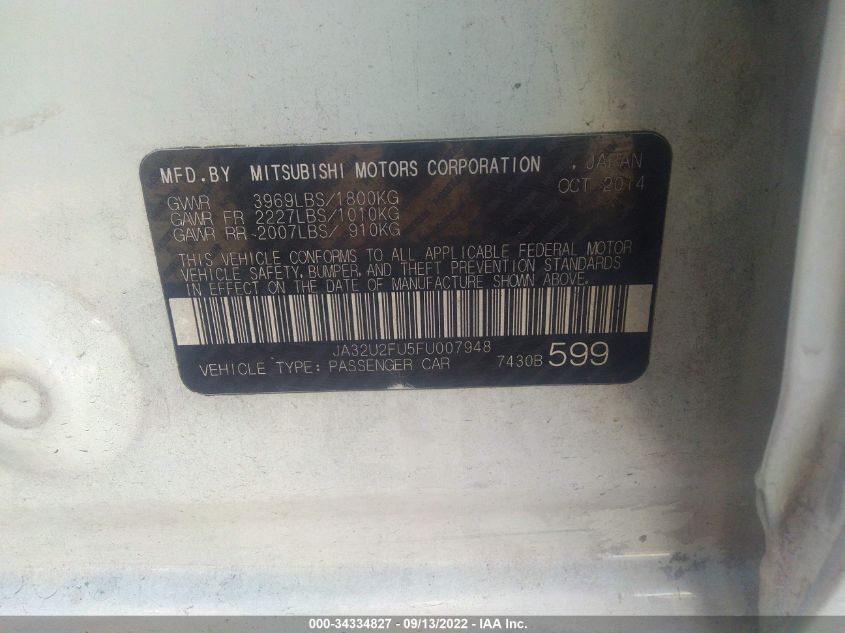 MFD.BY MITSUBISHI MOTORS CORPORATION , JAPAN
GWWR 3969LBS/1800KG OCT 2014
GAWR FR 2227LBS/1010KG
GAWR RR 2007LBS/ 910KG
THIS VEHICLE CONFORMS TO ALL APPLICABLE FEDERAL MOTOR
VEHICLE SAFETY, BUMPER, AND THEFT PREVENTION STANDARDS
IN EFFECT ON THE DATE OF MANUFACTURE SHOWN ABOVE.
JA32U2FU5FU007948
VEHICLE TYPE: PASSENGER CAR 7430B 599
000-34334827 - 09/13/2022 - IAA Inc.